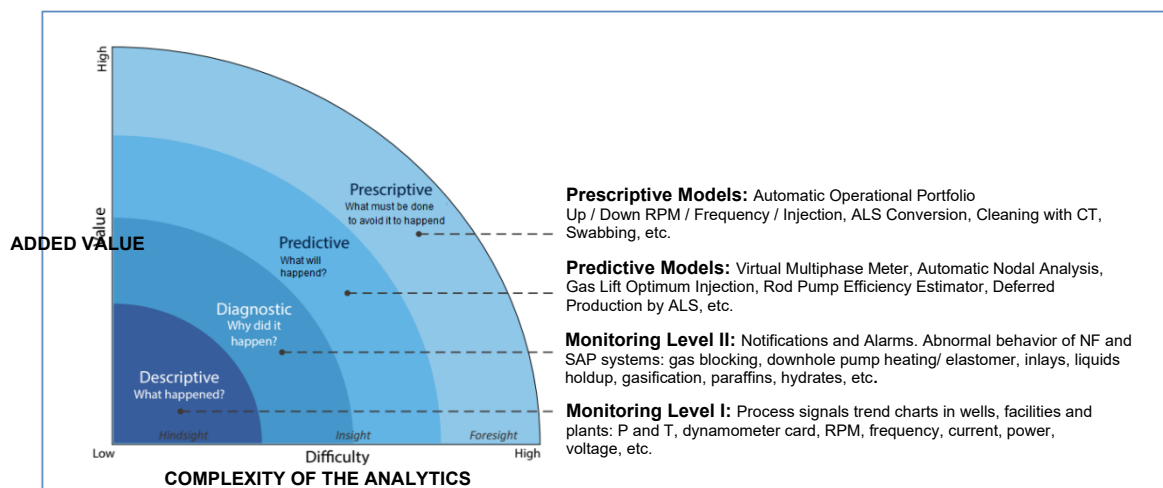 High
Value
ADDED VALUE
Prescriptive
What must be done
to avoid it to happend
Predictive
What will
happend?
Diagnostic
Why did it
happen?
Descriptive
What happened?
Hindsight
Insight
Foresight
Low
Difficulty
High
COMPLEXITY OF THE ANALYTICS
Prescriptive Models: Automatic Operational Portfolio
Up / Down RPM / Frequency / Injection, ALS Conversion, Cleaning with CT,
Swabbing, etc.
Predictive Models: Virtual Multiphase Meter, Automatic Nodal Analysis,
Gas Lift Optimum Injection, Rod Pump Efficiency Estimator, Deferred
Production by ALS, etc.
Monitoring Level II: Notifications and Alarms. Abnormal behavior of NF and
SAP systems: gas blocking, downhole pump heating/ elastomer, inlays, liquids
holdup, gasification, paraffins, hydrates, etc.
Monitoring Level I: Process signals trend charts in wells, facilities and
plants: P and T, dynamometer card, RPM, frequency, current, power,
voltage, etc.